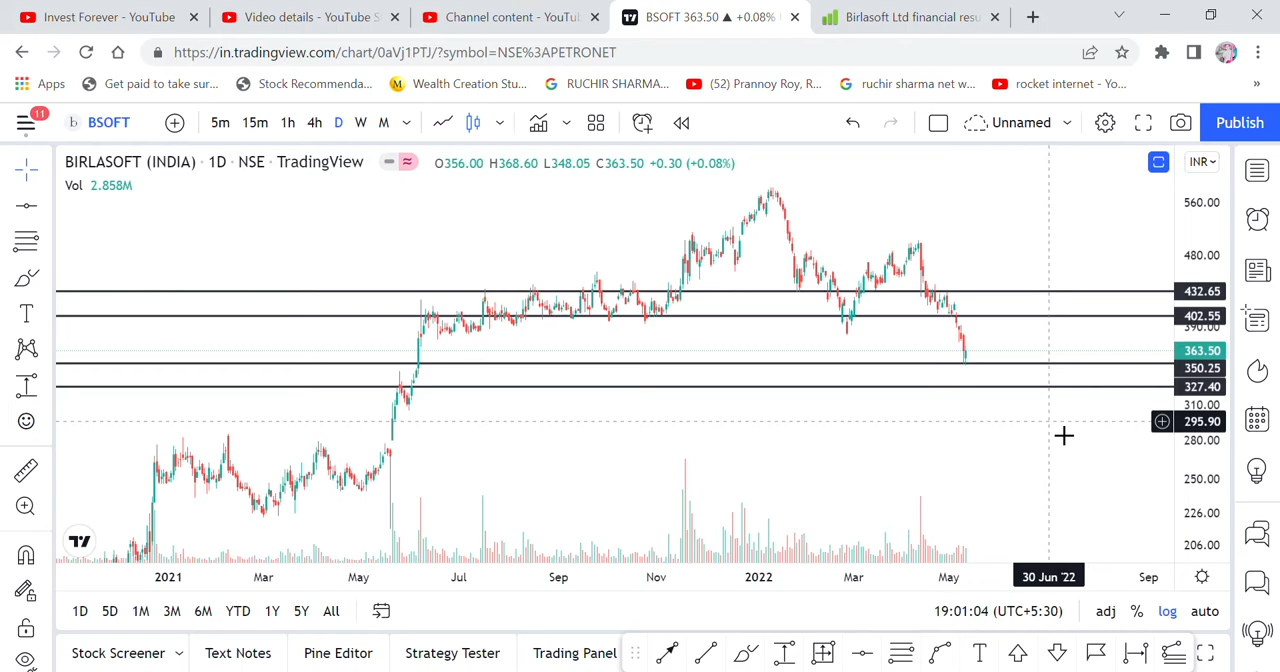 Invest Forever - YouTube
Video details - YouTube S
Channel content - YouTu
BSOFT 363.50 ▲ +0.08%
Birlasoft Ltd financial resu
https://in.tradingview.com/chart/0aVj1PTJ/?symbol=NSE%3APETRONET
Apps
Get paid to take sur...
Stock Recommenda...
M Wealth Creation Stu...
G RUCHIR SHARMA...
(52) Prannoy Roy, R...
G ruchir sharma net w...
rocket internet - Yo...
»
11
b BSOFT
5m 15m 1h 4h D W M
Unnamed
Publish
BIRLASOFT (INDIA) · 1D · NSE · TradingView
O356.00 H368.60 L348.05 C363.50 +0.30 (+0.08%)
INR
Vol 2.858M
560.00
480.00
432.65
402.55
390.00
363.50
350.25
327.40
310.00
295.90
280.00
250.00
226.00
206.00
2021 Mar May Jul Sep Nov 2022 Mar May 30 Jun '22 Sep
1D 5D 1M 3M 6M YTD 1Y 5Y All
19:01:04 (UTC+5:30)
adj % log auto
Stock Screener
Text Notes
Pine Editor
Strategy Tester
Trading Panel